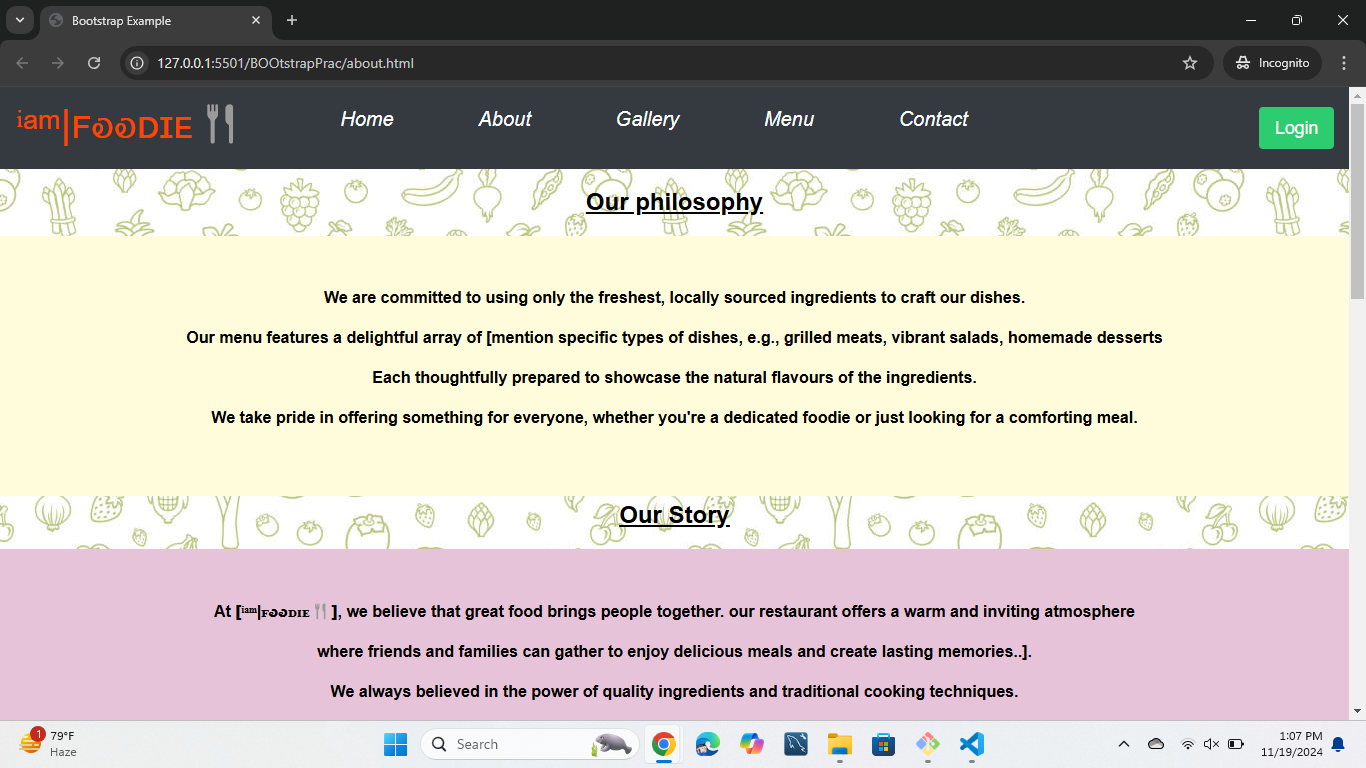 Bootstrap Example
127.0.0.1:5501/BOOtstrapPrac/about.html
Incognito
ⁱᵃᵐ|FᘐᘐDIE🍴 Home About Gallery Menu Contact Login
Our philosophy
We are committed to using only the freshest, locally sourced ingredients to craft our dishes.
Our menu features a delightful array of [mention specific types of dishes, e.g., grilled meats, vibrant salads, homemade desserts
Each thoughtfully prepared to showcase the natural flavours of the ingredients.
We take pride in offering something for everyone, whether you're a dedicated foodie or just looking for a comforting meal.
Our Story
At [ⁱᵃᵐ|ꜰᘐᘐᴅɪᴇ🍴], we believe that great food brings people together. our restaurant offers a warm and inviting atmosphere
where friends and families can gather to enjoy delicious meals and create lasting memories..].
We always believed in the power of quality ingredients and traditional cooking techniques.
1
79°F
Haze
Search
1:07 PM
11/19/2024